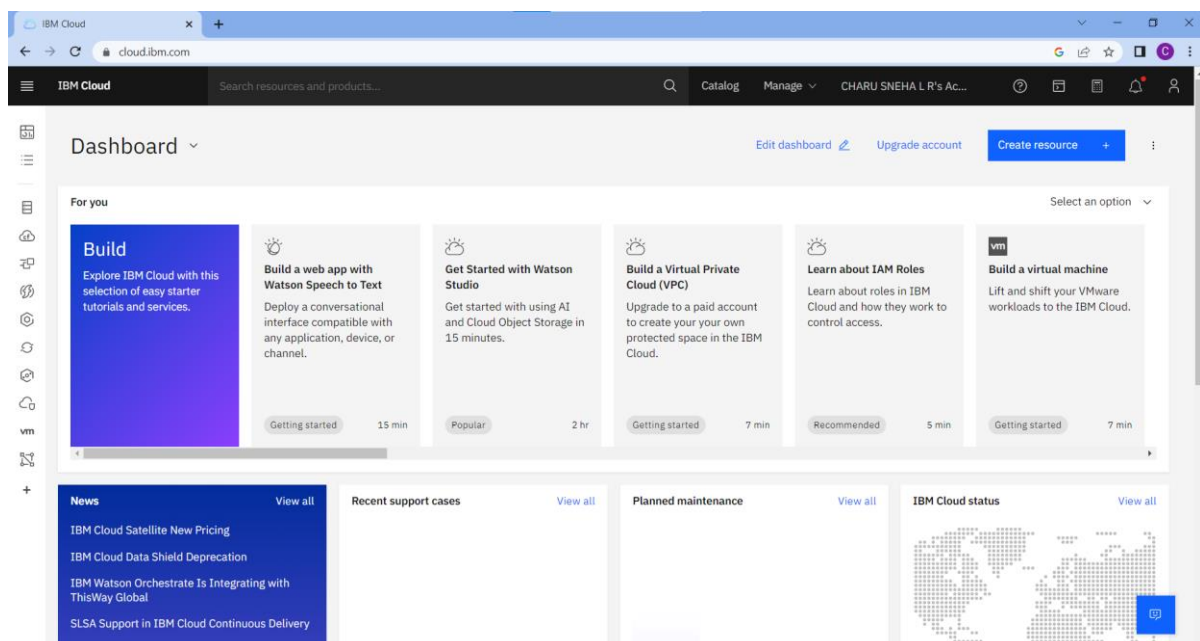 IBM Cloud
cloud.ibm.com
G
C
IBM Cloud
Search resources and products...
Catalog
Manage
CHARU SNEHA L R's Ac...
Dashboard
Edit dashboard
Upgrade account
Create resource +
For you
Select an option
Build
Explore IBM Cloud with this
selection of easy starter
tutorials and services.
Build a web app with
Watson Speech to Text
Deploy a conversational
interface compatible with
any application, device, or
channel.
Getting started
15 min
Get Started with Watson
Studio
Get started with using AI
and Cloud Object Storage in
15 minutes.
Popular
2 hr
Build a Virtual Private
Cloud (VPC)
Upgrade to a paid account
to create your your own
protected space in the IBM
Cloud.
Getting started
7 min
Learn about IAM Roles
Learn about roles in IBM
Cloud and how they work to
control access.
Recommended
5 min
vm
Build a virtual machine
Lift and shift your VMware
workloads to the IBM Cloud.
Getting started
7 min
vm
News
View all
IBM Cloud Satellite New Pricing
IBM Cloud Data Shield Deprecation
IBM Watson Orchestrate Is Integrating with
ThisWay Global
SLSA Support in IBM Cloud Continuous Delivery
Recent support cases
View all
Planned maintenance
View all
IBM Cloud status
View all